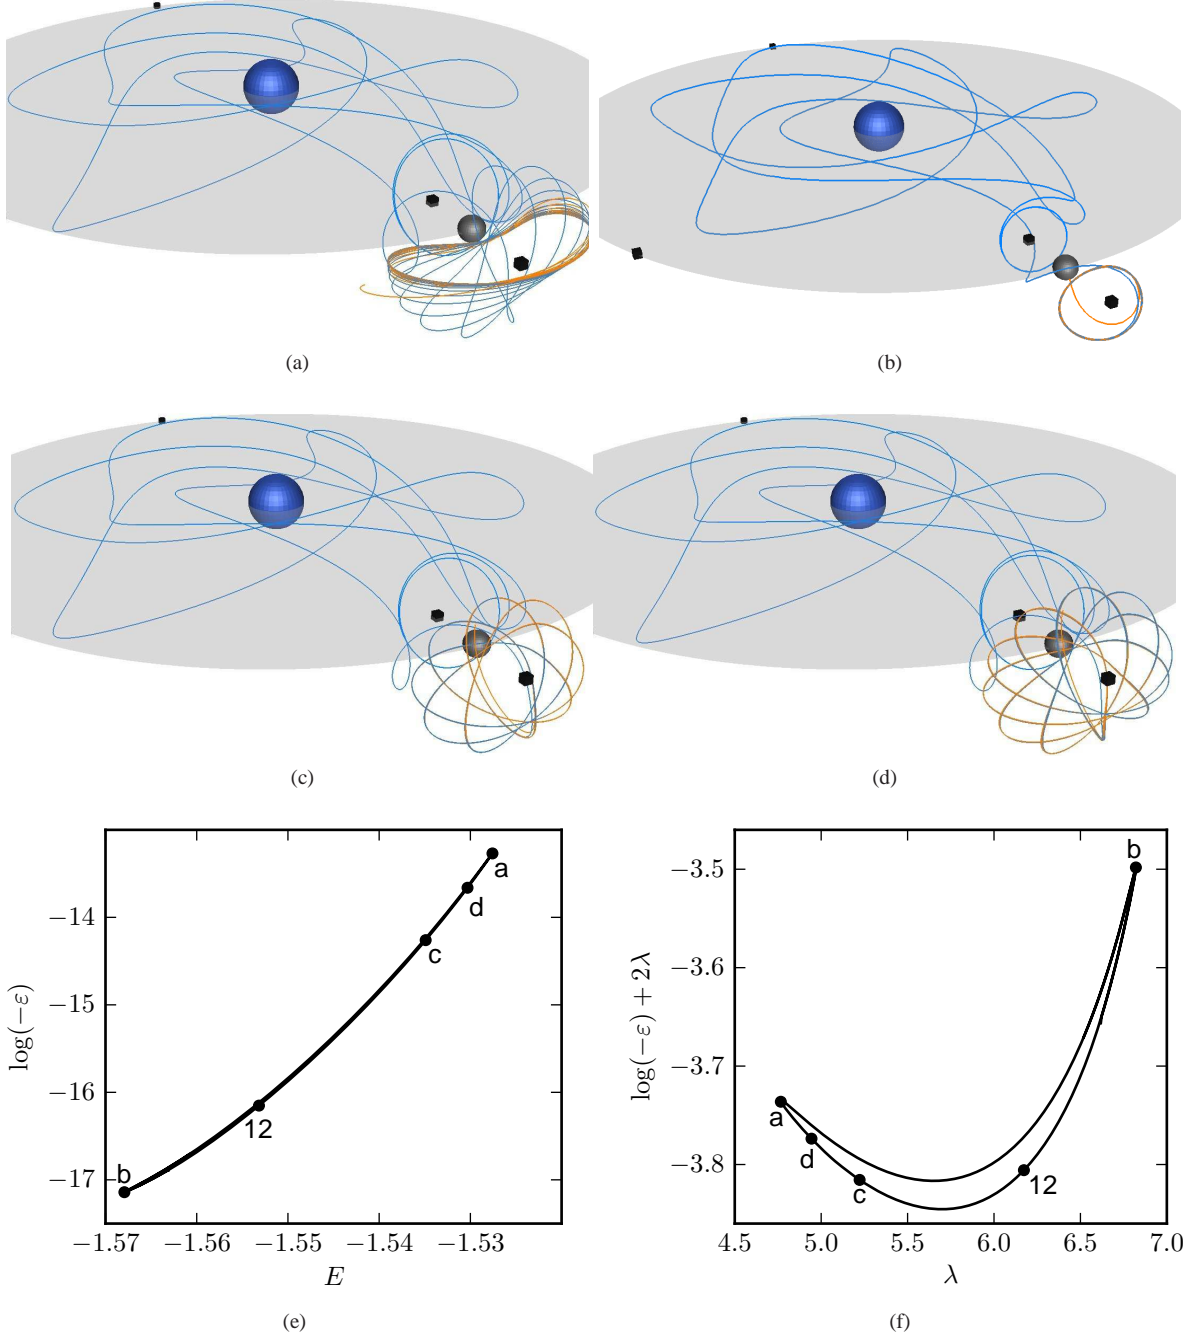 (a)
(b)
(c)
(d)
−14
−15
−16
−17
log(−ε)
a
d
c
12
b
−1.57
−1.56
−1.55
−1.54
−1.53
E
(e)
−3.5
−3.6
−3.7
−3.8
log(−ε) + 2λ
b
a
d
c
12
4.5
5.0
5.5
6.0
6.5
7.0
λ
(f)